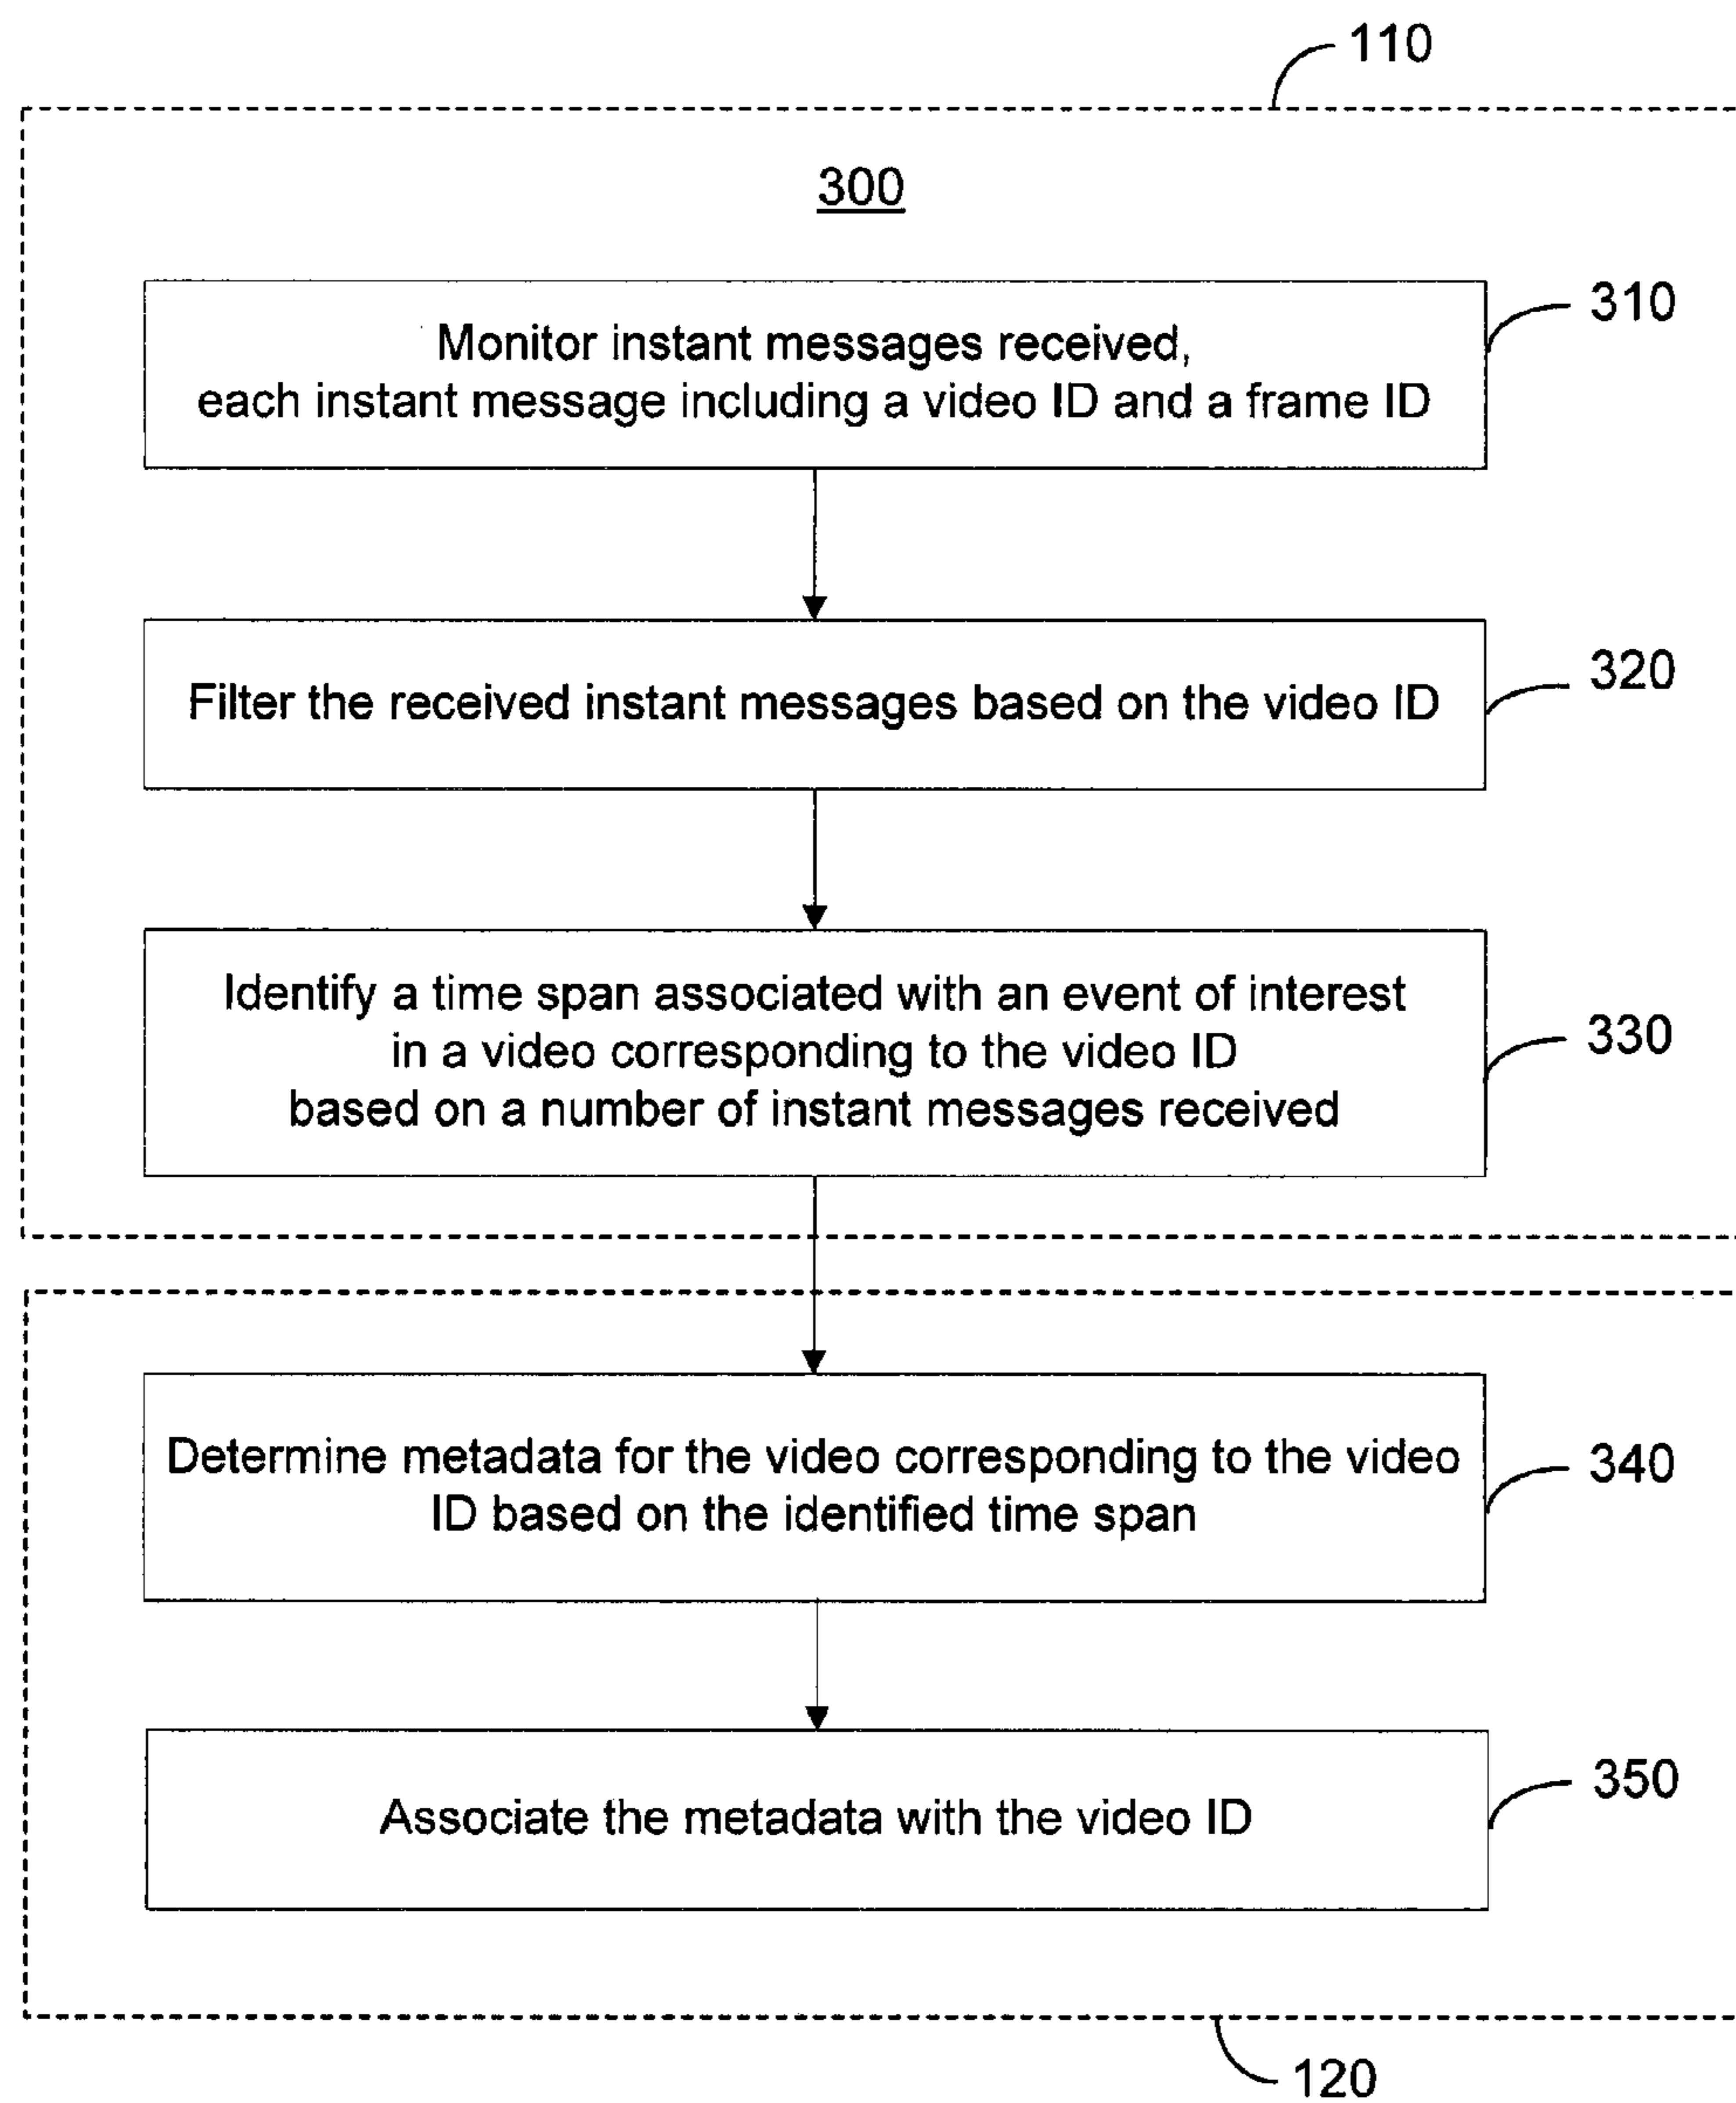 110
300
310
Monitor instant messages received,
each instant message including a video ID and a frame ID
320
Filter the received instant messages based on the video ID
330
Identify a time span associated with an event of interest
in a video corresponding to the video ID
based on a number of instant messages received
340
Determine metadata for the video corresponding to the video
ID based on the identified time span
350
Associate the metadata with the video ID
120